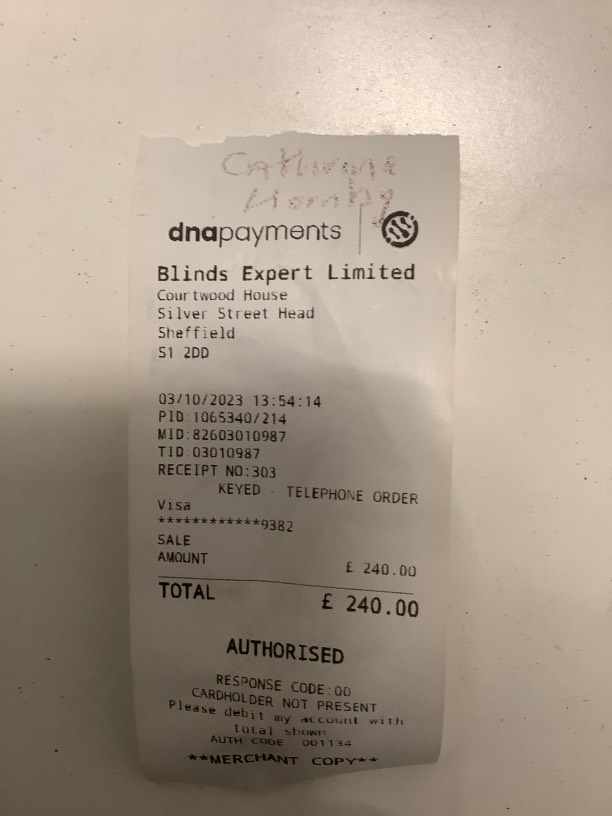 Hornby
dnapayments
Blinds Expert Limited
Courtwood House
Silver Street Head
Sheffield
S1 2DD
03/10/2023 13:54:14
PID:1065340/214
MID:82603010987
TID:03010987
RECEIPT NO:303
KEYED - TELEPHONE ORDER
Visa
************9382
SALE
AMOUNT £ 240.00
TOTAL £ 240.00
AUTHORISED
RESPONSE CODE:00
CARDHOLDER NOT PRESENT
Please debit my account with
total shown
AUTH CODE: 001134
**MERCHANT COPY**